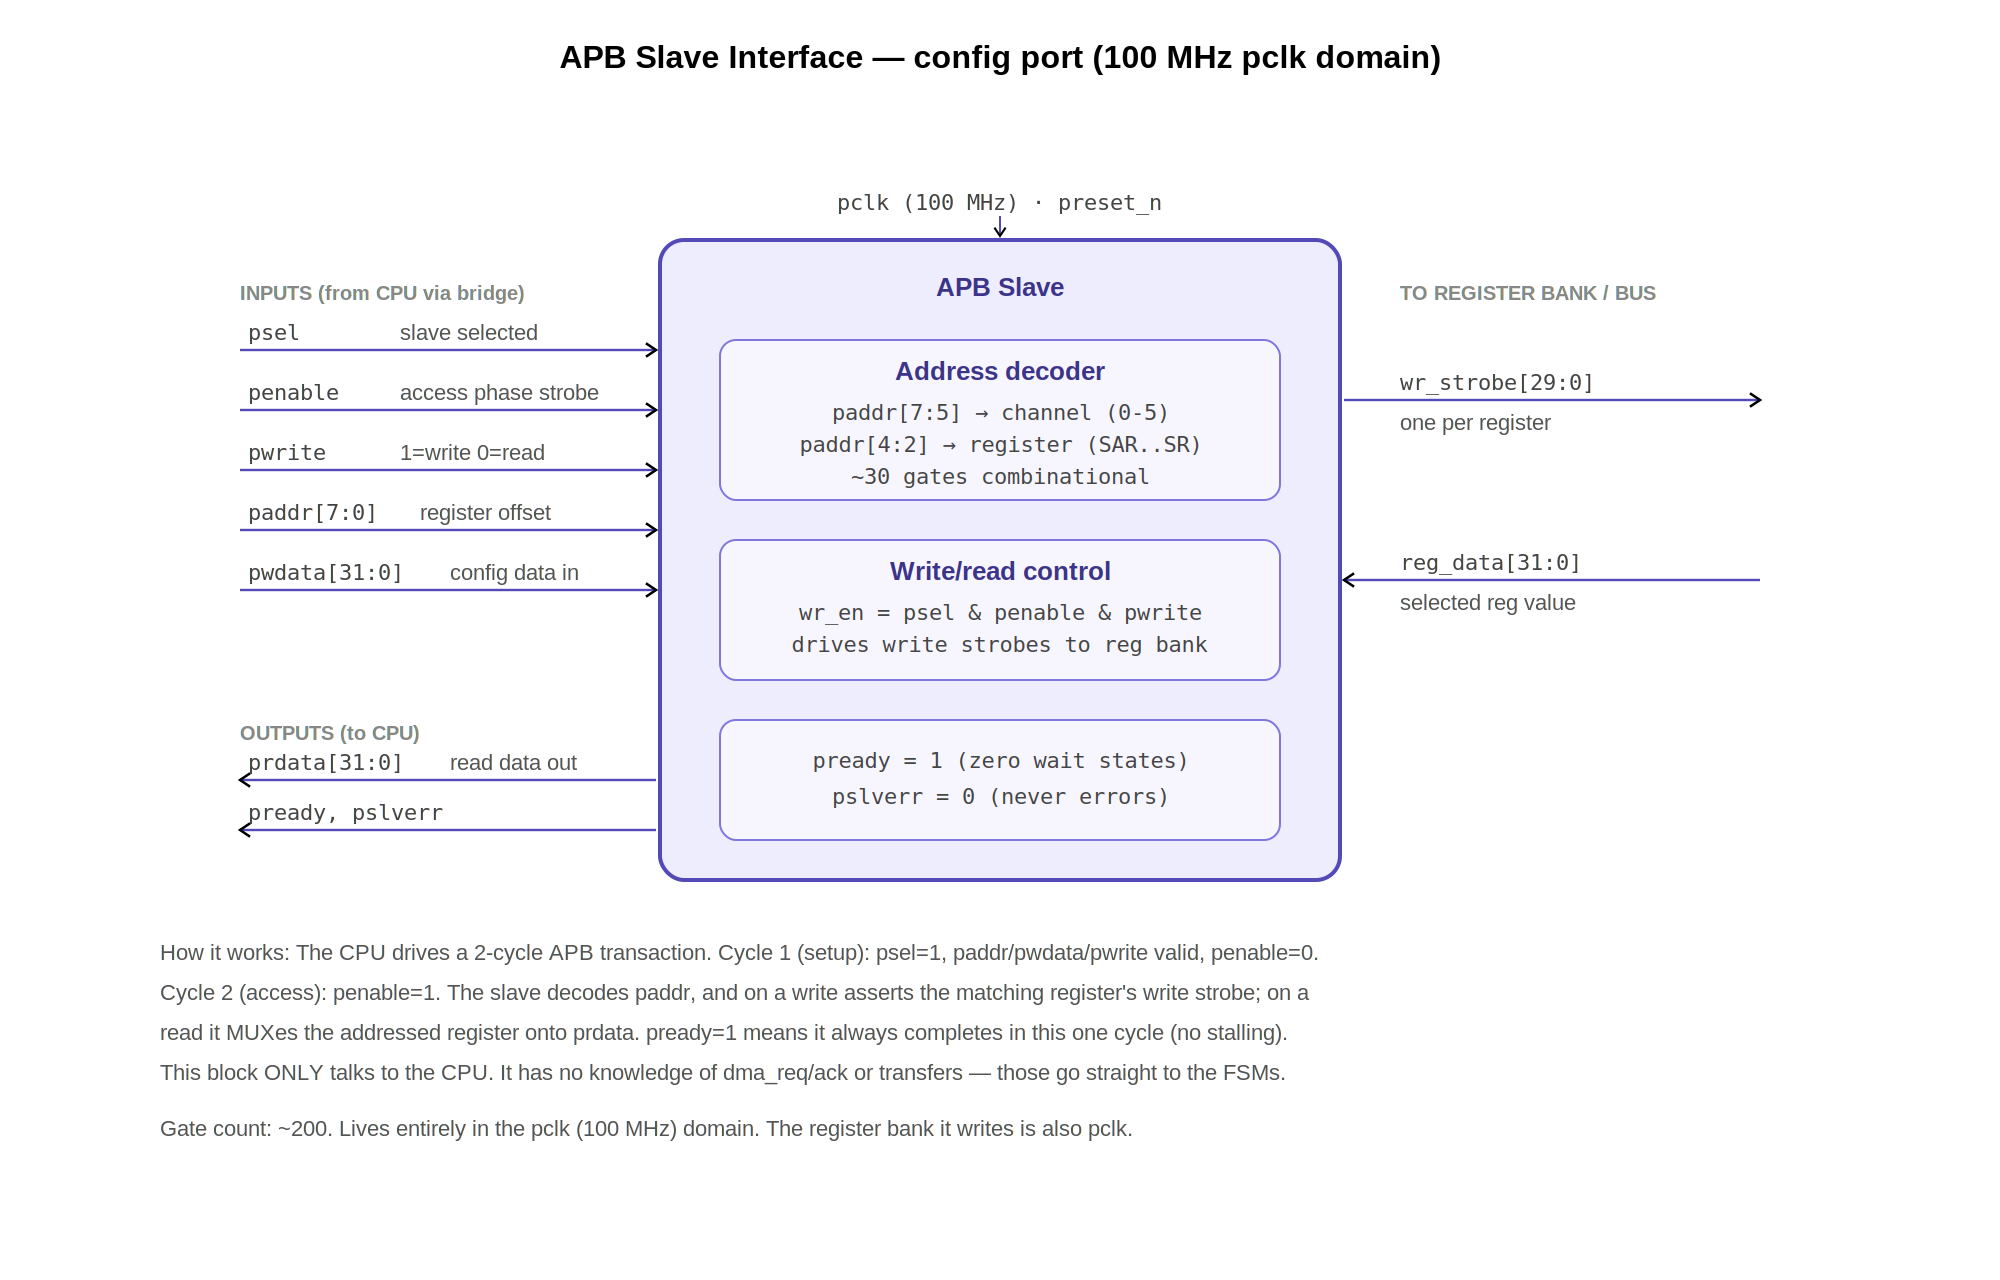 APB Slave Interface — config port (100 MHz pclk domain)
pclk (100 MHz) · preset_n
INPUTS (from CPU via bridge)
psel slave selected
penable access phase strobe
pwrite 1=write 0=read
paddr[7:0] register offset
pwdata[31:0] config data in
OUTPUTS (to CPU)
prdata[31:0] read data out
pready, pslverr
APB Slave
Address decoder
paddr[7:5] → channel (0-5)
paddr[4:2] → register (SAR..SR)
~30 gates combinational
Write/read control
wr_en = psel & penable & pwrite
drives write strobes to reg bank
pready = 1 (zero wait states)
pslverr = 0 (never errors)
TO REGISTER BANK / BUS
wr_strobe[29:0]
one per register
reg_data[31:0]
selected reg value
How it works: The CPU drives a 2-cycle APB transaction. Cycle 1 (setup): psel=1, paddr/pwdata/pwrite valid, penable=0.
Cycle 2 (access): penable=1. The slave decodes paddr, and on a write asserts the matching register's write strobe; on a
read it MUXes the addressed register onto prdata. pready=1 means it always completes in this one cycle (no stalling).
This block ONLY talks to the CPU. It has no knowledge of dma_req/ack or transfers — those go straight to the FSMs.
Gate count: ~200. Lives entirely in the pclk (100 MHz) domain. The register bank it writes is also pclk.